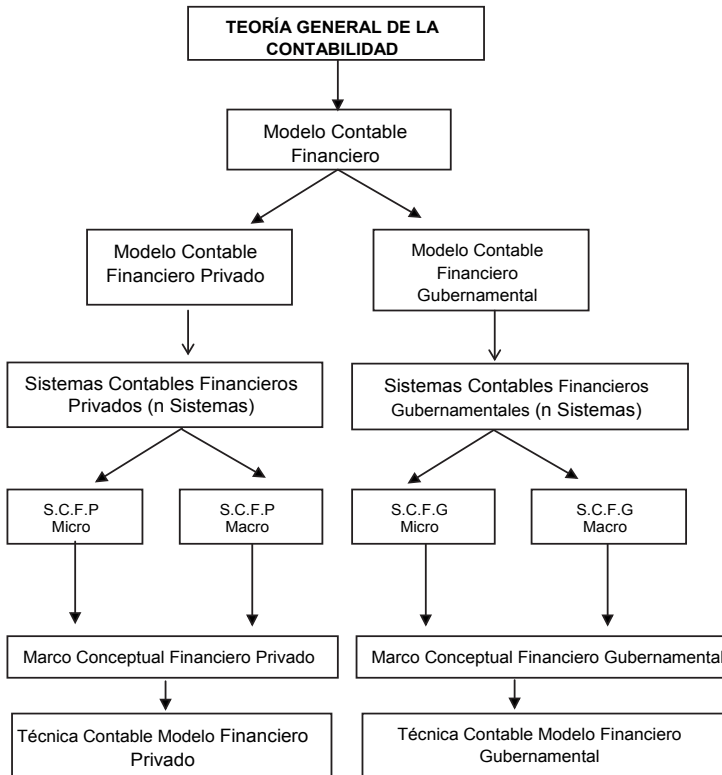 TEORÍA GENERAL DE LA
CONTABILIDAD
Modelo Contable
Financiero
Modelo Contable
Financiero Privado
Modelo Contable
Financiero
Gubernamental
Sistemas Contables Financieros
Privados (n Sistemas)
Sistemas Contables Financieros
Gubernamentales (n Sistemas)
S.C.F.P
Micro
S.C.F.P
Macro
S.C.F.G
Micro
S.C.F.G
Macro
Marco Conceptual Financiero Privado
Marco Conceptual Financiero Gubernamental
Técnica Contable Modelo Financiero
Privado
Técnica Contable Modelo Financiero
Gubernamental